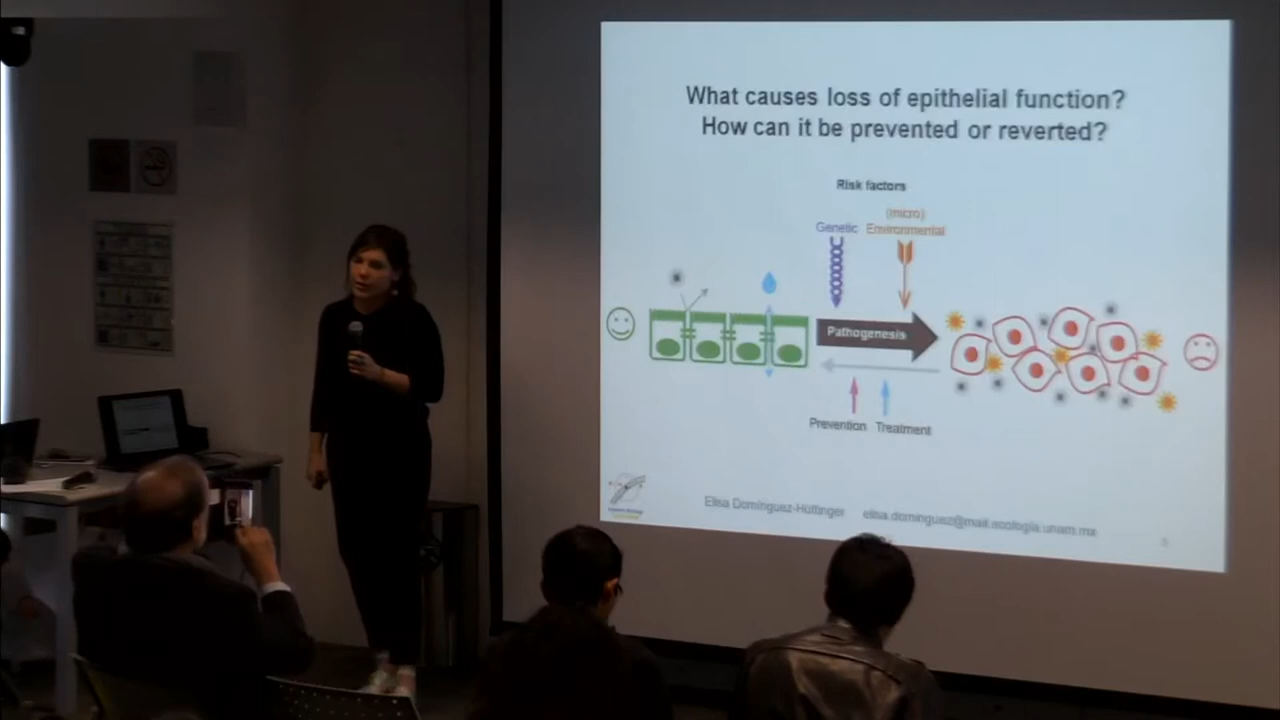 What causes loss of epithelial function?
How can it be prevented or reverted?
Risk factors
(micro)
Genetic Environmental
Pathogenesis
Prevention Treatment
Elisa Domínguez-Hüttinger elisa.dominguez@mail.ecologia.unam.mx